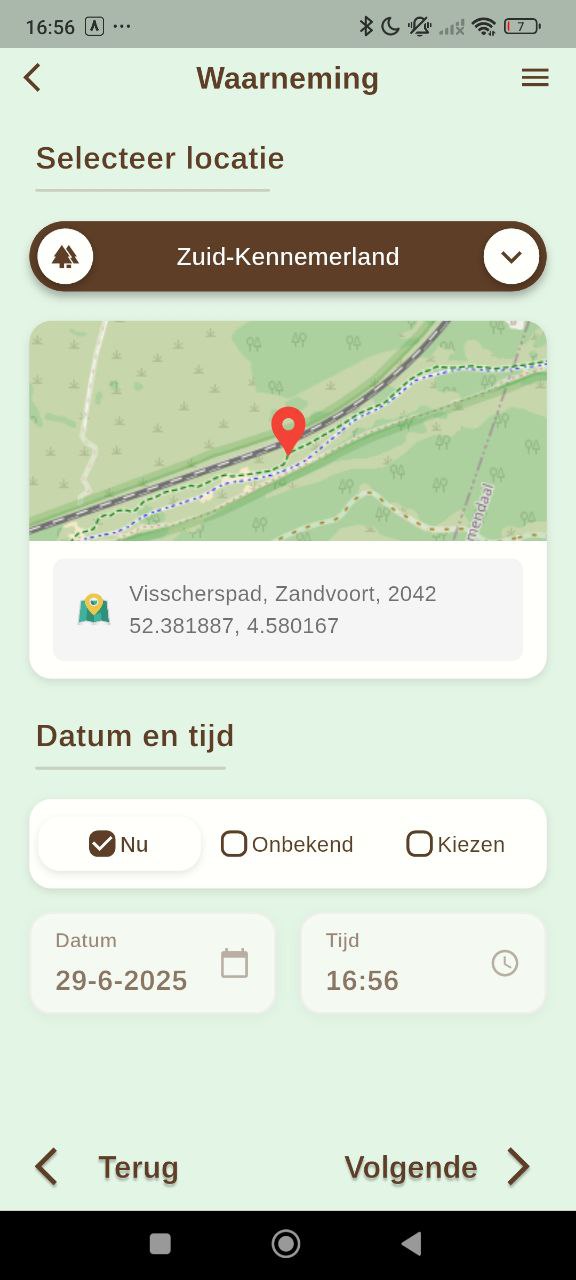 16:56
7
Waarneming
Selecteer locatie
Zuid-Kennemerland
mendaal
Visscherspad, Zandvoort, 2042
52.381887, 4.580167
Datum en tijd
Nu Onbekend Kiezen
Datum Tijd
29-6-2025 16:56
Terug Volgende